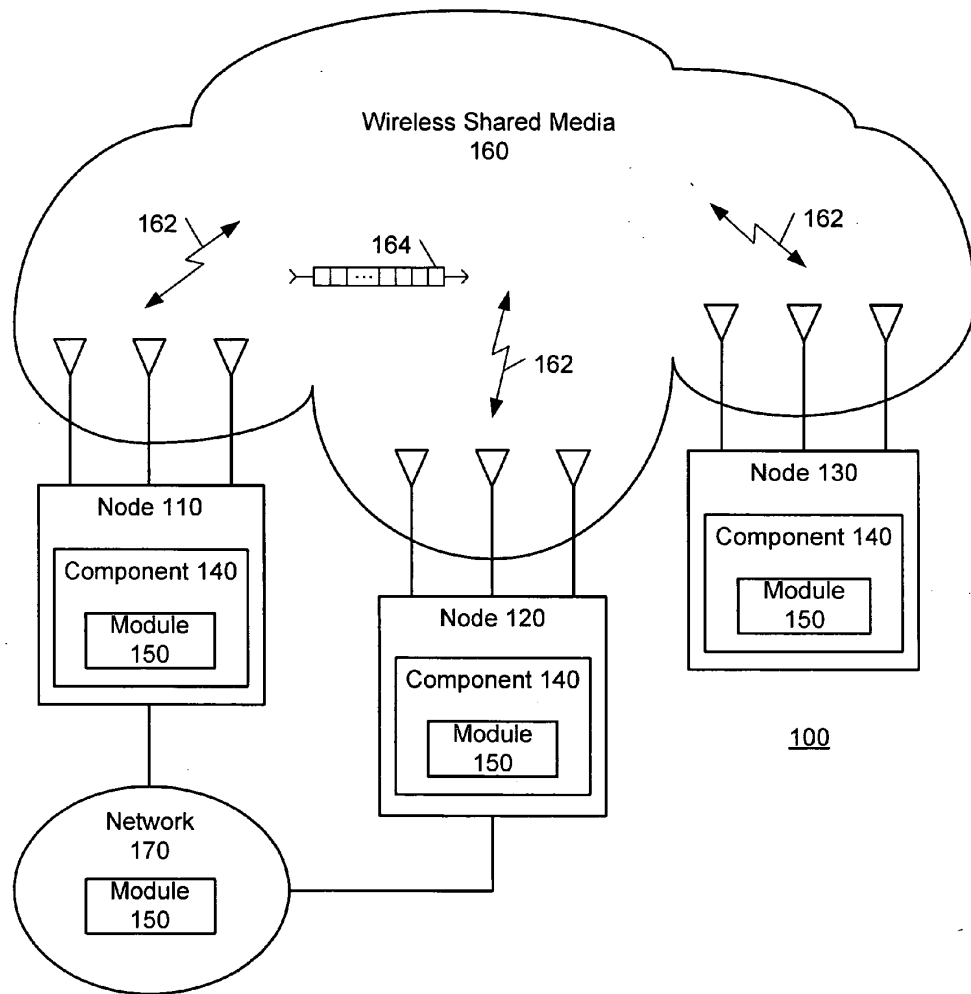 Wireless Shared Media
160
162
164
162
162
Node 110
Component 140
Module
150
Node 120
Component 140
Module
150
Node 130
Component 140
Module
150
100
Network
170
Module
150